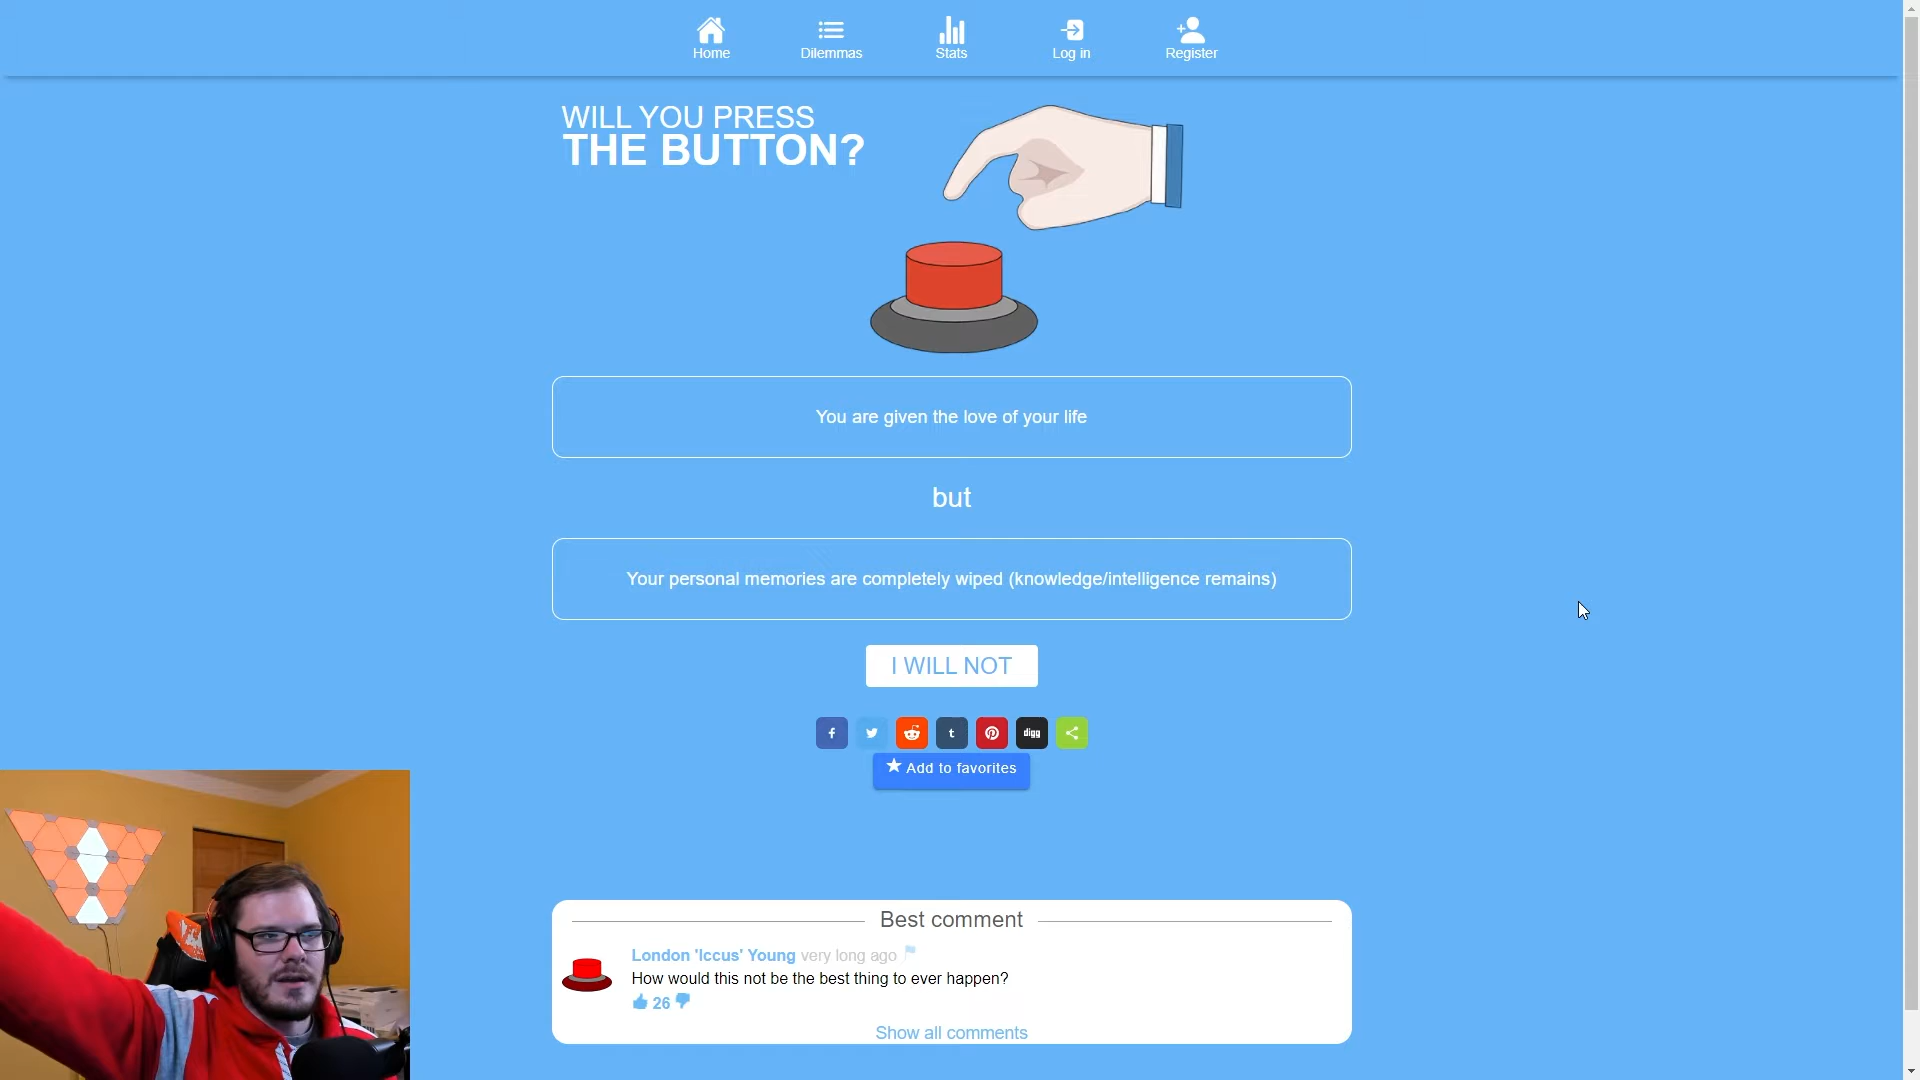 Home
Dilemmas
Stats
Log in
Register
WILL YOU PRESS
THE BUTTON?
You are given the love of your life
but
Your personal memories are completely wiped (knowledge/intelligence remains)
I WILL NOT
f
t
digg
Add to favorites
Best comment
London 'Iccus' Young very long ago
How would this not be the best thing to ever happen?
26
Show all comments